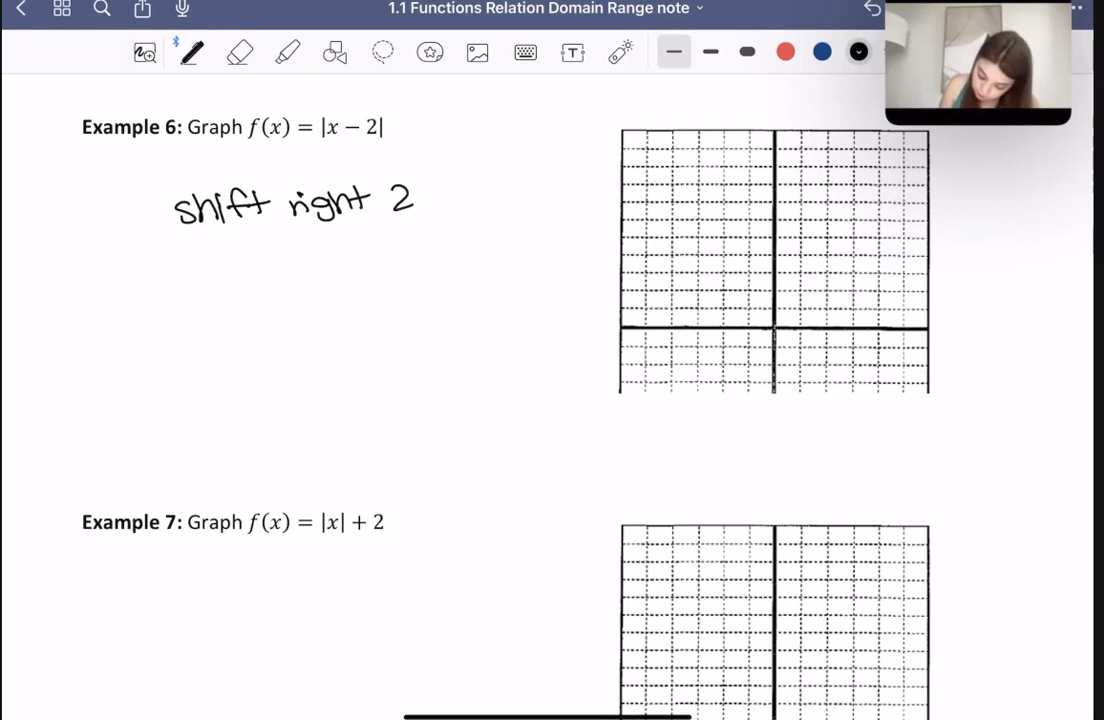 1.1 Functions Relation Domain Range note
Example 6: Graph f(x) = |x − 2|
shift right 2
Example 7: Graph f(x) = |x| + 2